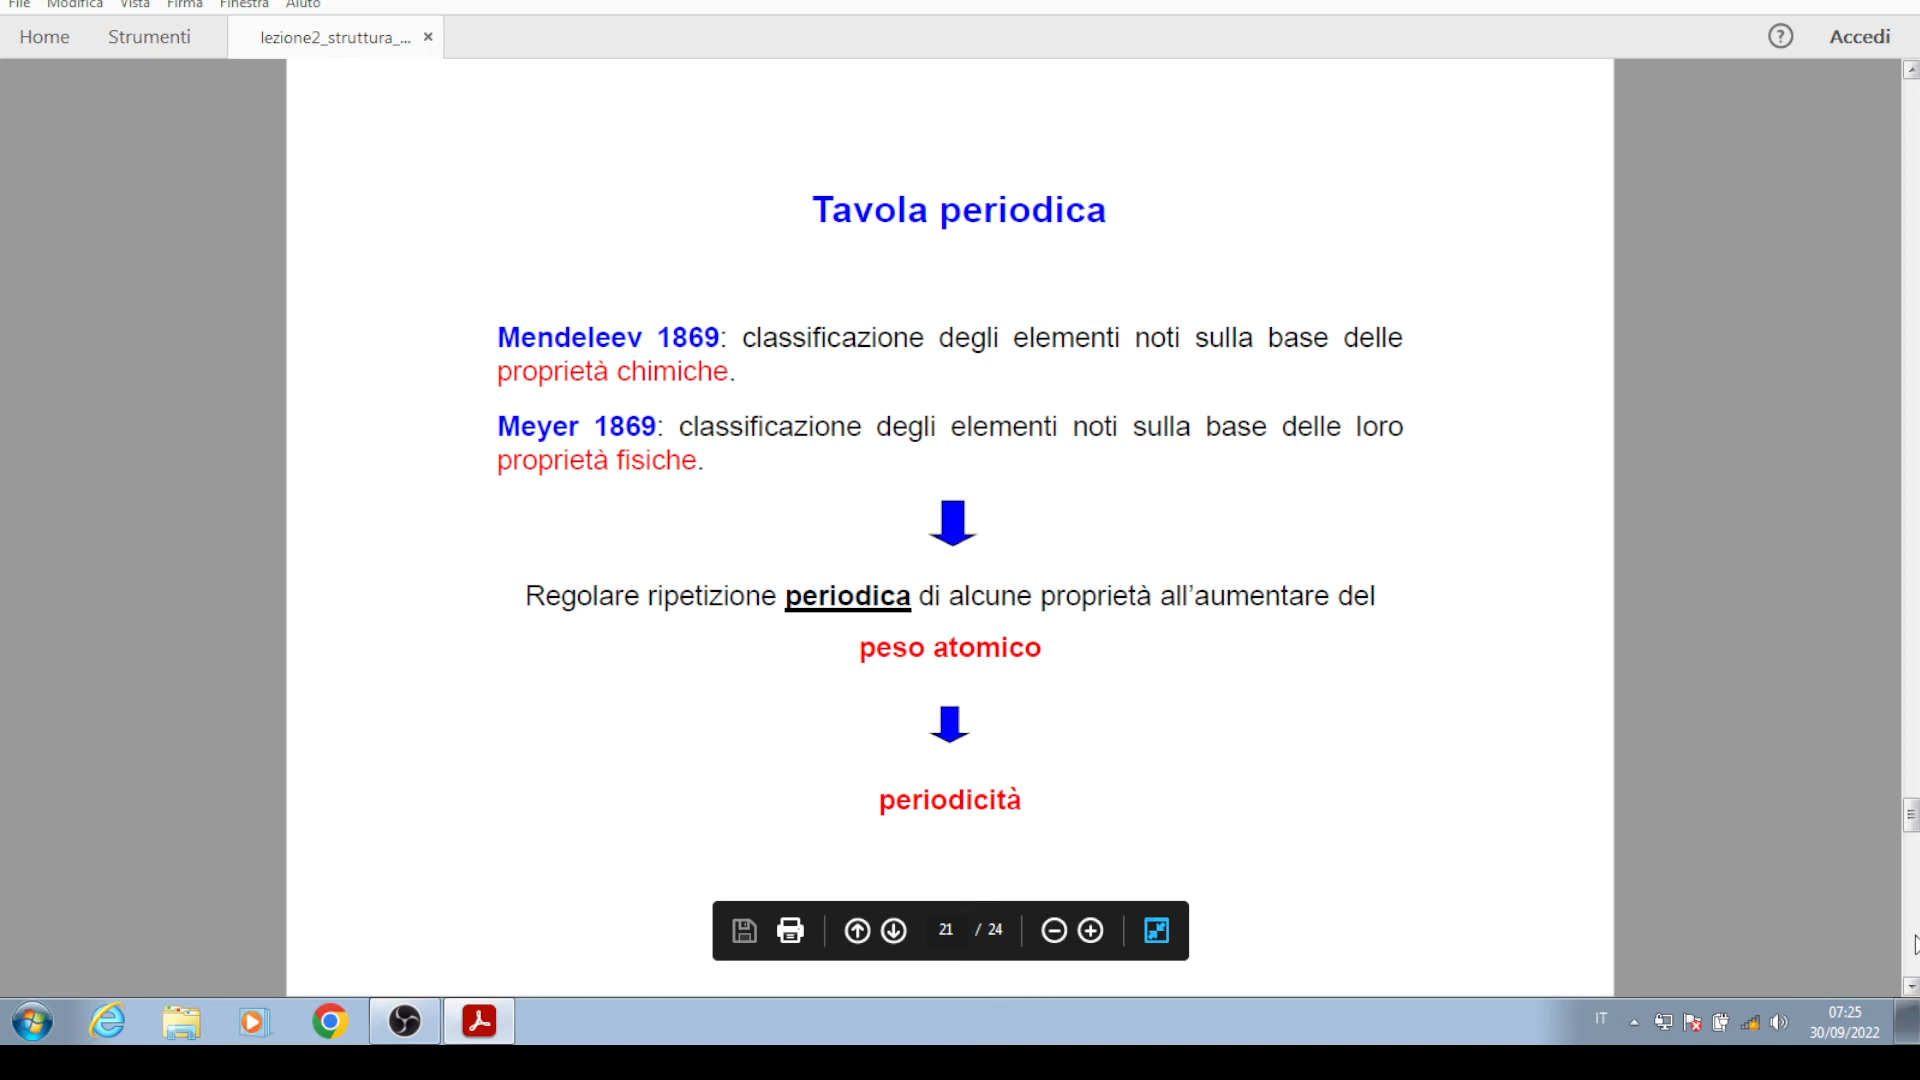 File Modifica Vista Firma Finestra Aiuto
Home Strumenti lezione2_struttura_... × ? Accedi
Tavola periodica
Mendeleev 1869: classificazione degli elementi noti sulla base delle
proprietà chimiche.
Meyer 1869: classificazione degli elementi noti sulla base delle loro
proprietà fisiche.
Regolare ripetizione periodica di alcune proprietà all’aumentare del
peso atomico
periodicità
21 / 24
IT 07:25
30/09/2022